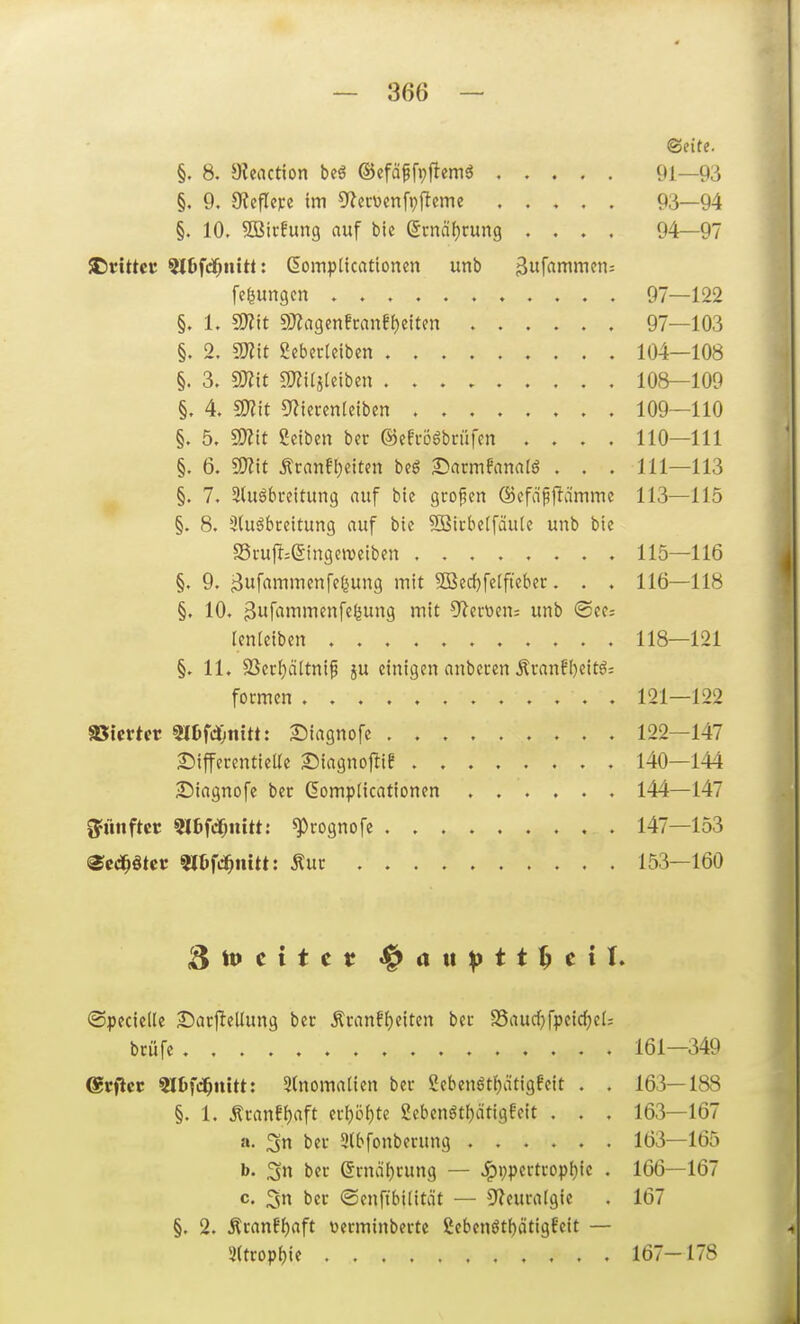 — 366 —
Seite.
§. 8. Reaction des Gefäßsystems . . . . . 91—93
§. 9. Reflexe im Nervensysteme . . . . . 93—94
§. 10. Wirkung auf die Ernährung . . . . 94—97
Dritter Abschnitt: Complicationen und Zusammen-
setzungen . . . . . . . . . . . 97—122
§. 1. Mit Magenkrankheiten . . . . . . 97—103
§. 2. Mit Leberleiben . . . . . . . . . 104—108
§. 3. Mit Milzleiben . . . . . . . . . 108—109
§. 4. Mit Nierenleiben . . . . . . . . 109—110
§. 5. Mit Leiben der Gekrösdrüsen . . . . 110—111
§. 6. Mit Krankheiten des Darmkanals . . . 111—113
§. 7. Ausbreitung auf die großen Gefäßstämme 113—115
§. 8. Ausbreitung auf die Wirbelsäule und die
Brust-Eingeweiben . . . . . . . . 115—116
§. 9. Zusammensetzung mit Wechselfieber . . . 116—118
§. 10. Zusammensetzung mit Nerven- und See-
lenleiben . . . . . . . . . . . 118—121
§. 11. Verhältniß zu einigen anderen Krankheits-
formen . . . . . . . . . . . . 121—122
Vierter Abschnitt: Diagnose . . . . . . . . . 122—147
Differentielle Diagnostik . . . . . . . . 140—144
Diagnose der Complicationen . . . . . . 144—147
Fünfter Abschnitt: Prognose . . . . . . . . . . 147—153
Sechster Abschnitt: Kur . . . . . . . . . . 153—160
Zweiter Haupttheil.
Specielle Darstellung der Krankheiten der Bauchspeichel-
drüse . . . . . . . . . . . . . . . . 161—349
Erster Abschnitt: Anomalien der Lebensthätigkeit . . 163—188
§. 1. Krankhaft erhöhte Lebensthätigkeit . . . 163—167
a. In der Absonderung . . . . . . 163—165
b. In der Ernährung — Hypertrophie . 166—167
c. In der Sensibilität — Neuralgie . 167
§. 2. Krankhaft verminderte Lebensthätigkeit —
Atrophie . . . . . . . . . . . 167—178